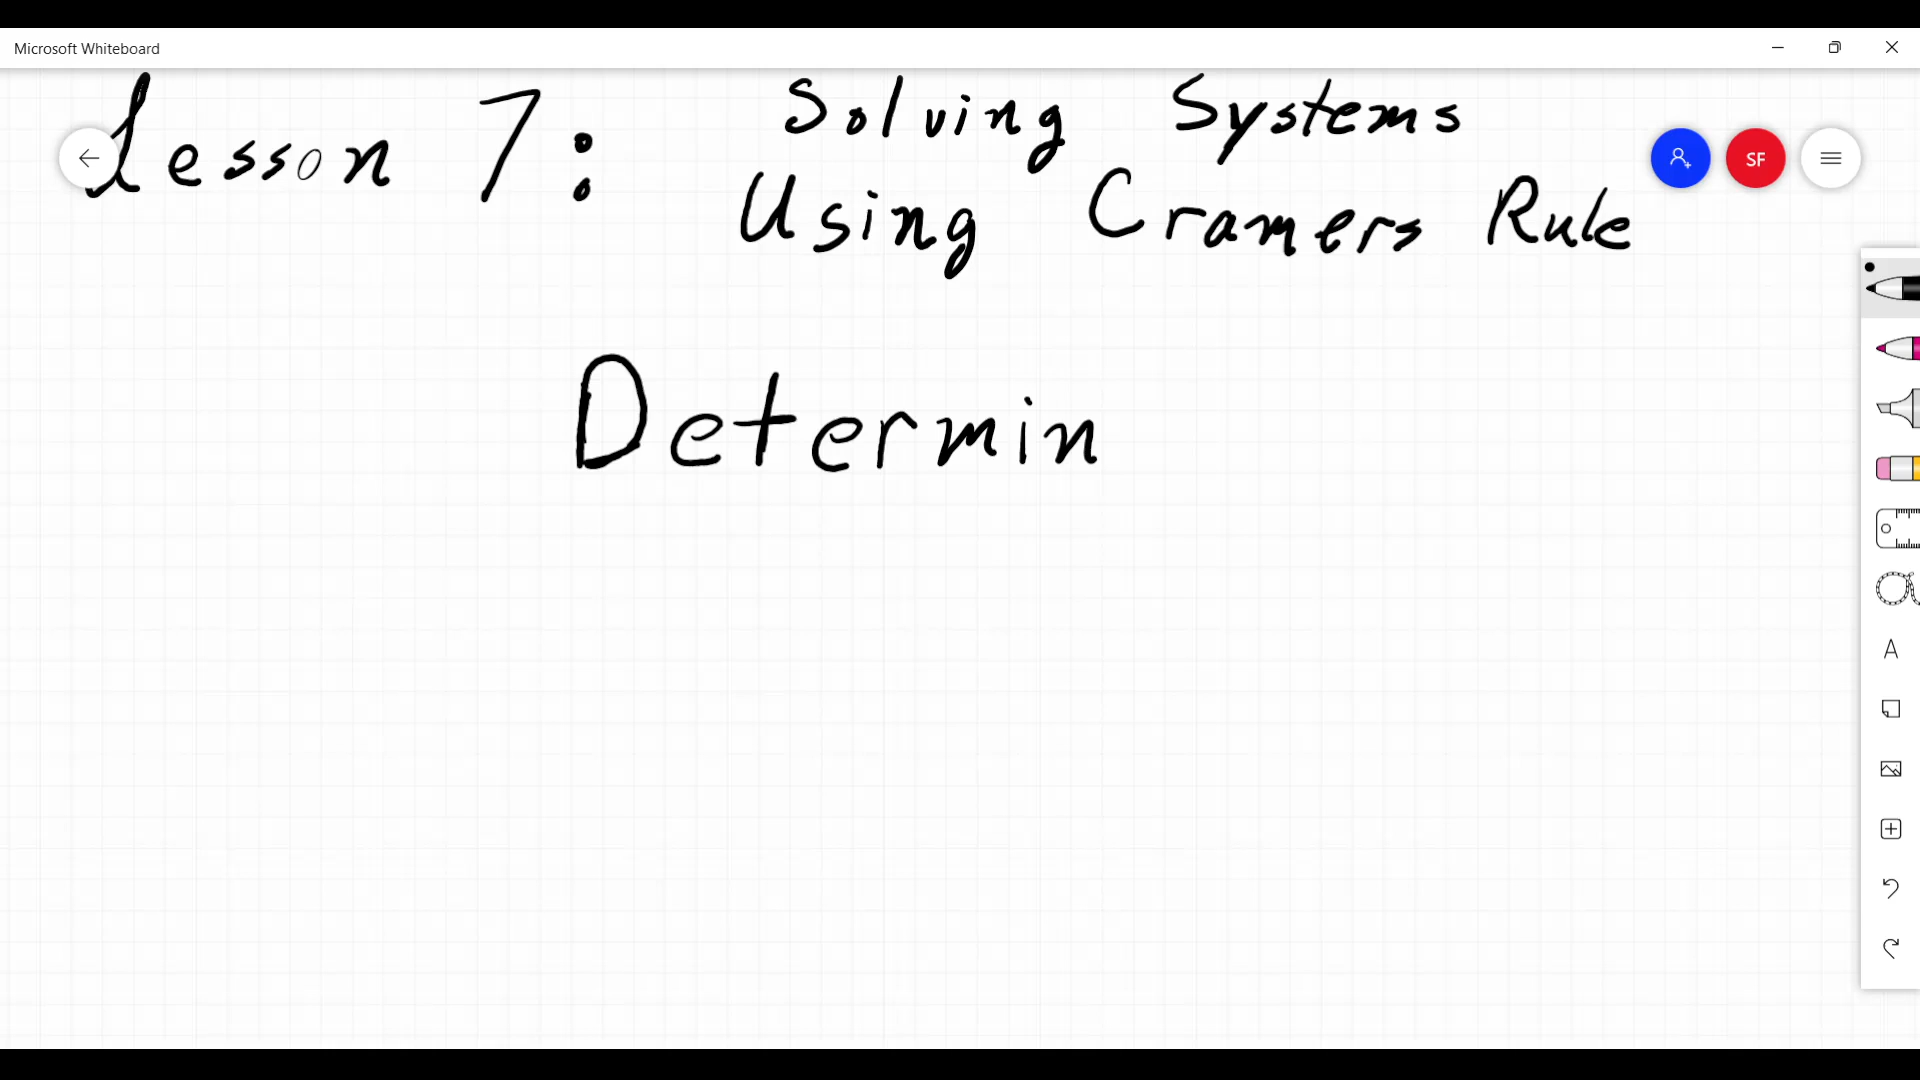 Microsoft Whiteboard
Lesson 7: Solving Systems
Using Cramers Rule
SF
Determin
A